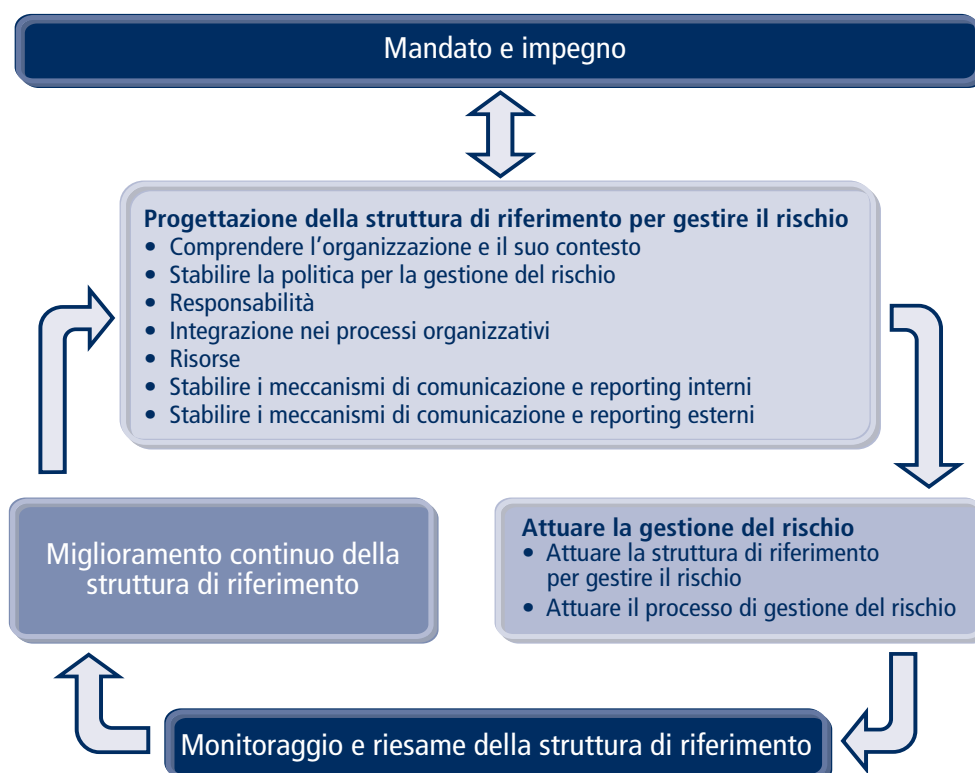 Mandato e impegno
Progettazione della struttura di riferimento per gestire il rischio
• Comprendere l’organizzazione e il suo contesto
• Stabilire la politica per la gestione del rischio
• Responsabilità
• Integrazione nei processi organizzativi
• Risorse
• Stabilire i meccanismi di comunicazione e reporting interni
• Stabilire i meccanismi di comunicazione e reporting esterni
Attuare la gestione del rischio
• Attuare la struttura di riferimento
per gestire il rischio
• Attuare il processo di gestione del rischio
Monitoraggio e riesame della struttura di riferimento
Miglioramento continuo della
struttura di riferimento